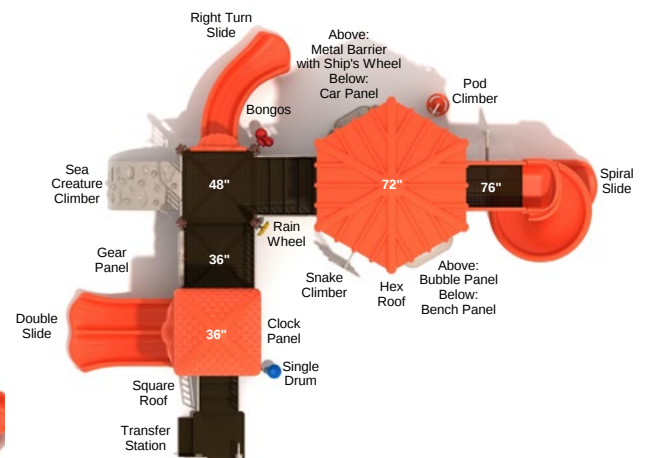 Right Turn
Slide
Above:
Metal Barrier
with Ship's Wheel
Below:
Car Panel
Pod
Climber
Bongos
Sea
Creature
Climber
48"
72"
76"
Spiral
Slide
Rain
Wheel
Gear
Panel
36"
Snake
Climber
Hex
Roof
Above:
Bubble Panel
Below:
Bench Panel
Double
Slide
36"
Clock
Panel
Single
Drum
Square
Roof
Transfer
Station